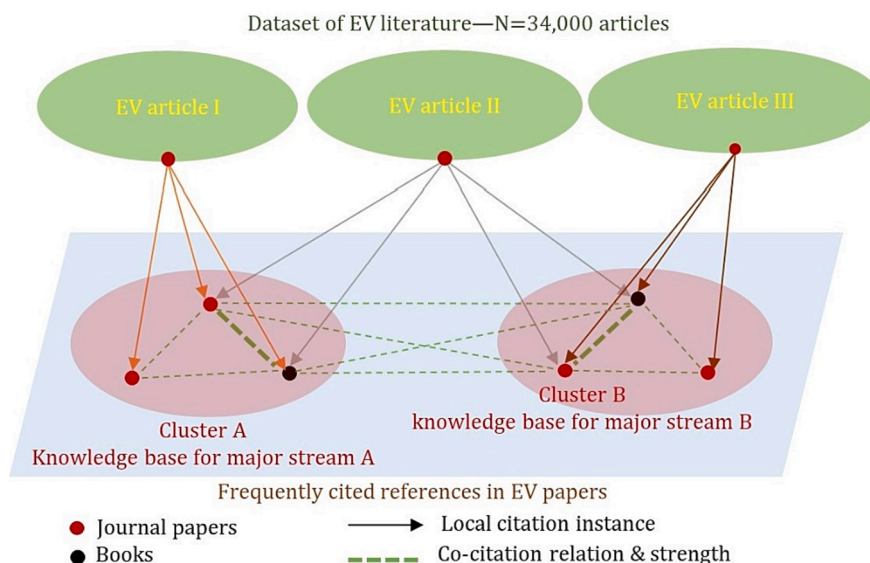 Dataset of EV literature—N=34,000 articles
EV article I
EV article II
EV article III
Cluster A
Knowledge base for major stream A
Cluster B
knowledge base for major stream B
Frequently cited references in EV papers
Journal papers
Local citation instance
Books
Co-citation relation & strength